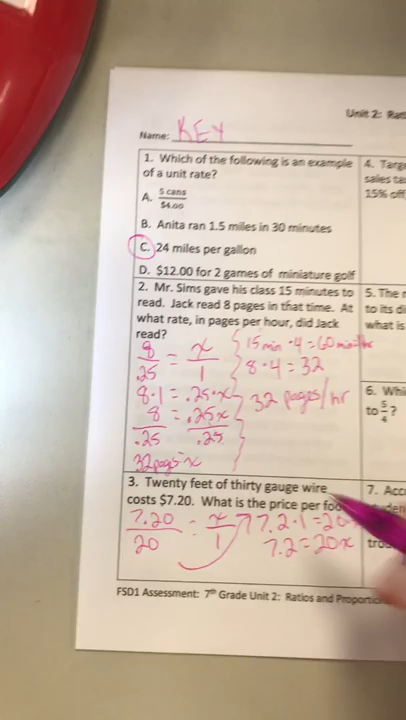 Unit 2: Rat
Name: KEY
1. Which of the following is an example
of a unit rate?
A. 5 cans
$4.00
B. Anita ran 1.5 miles in 30 minutes
C. 24 miles per gallon
D. $12.00 for 2 games of miniature golf
2. Mr. Sims gave his class 15 minutes to
read. Jack read 8 pages in that time. At
what rate, in pages per hour, did Jack
read?
8/.25 = x/1
15 min · 4 = 60 min = hr
8 · 4 = 32
8 · 1 = .25 · x
32 pages/hr
8 = .25x
.25 .25
32 pages = x
3. Twenty feet of thirty gauge wire
costs $7.20. What is the price per foo
7.20/20 = x/1
7.2 · 1 = 20
7.2 = 20x
4. Targ
sales ta
15% off
5. The
to its di
what is
6. Whi
to 5/4?
7. Acc
FSD1 Assessment: 7th Grade Unit 2: Ratios and Proportio